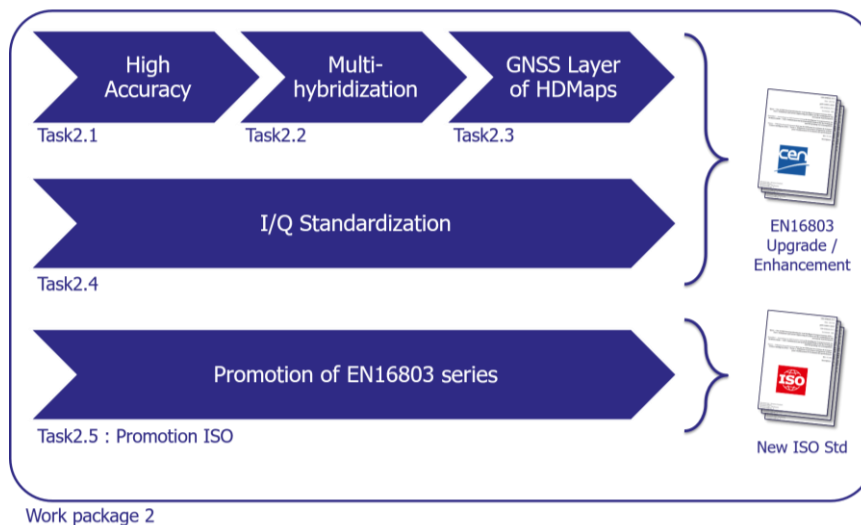 High
Accuracy
Multi-
hybridization
GNSS Layer
of HDMaps
Task2.1
Task2.2
Task2.3
cen
I/Q Standardization
EN16803
Upgrade /
Enhancement
Task2.4
Promotion of EN16803 series
ISO
Task2.5 : Promotion ISO
New ISO Std
Work package 2